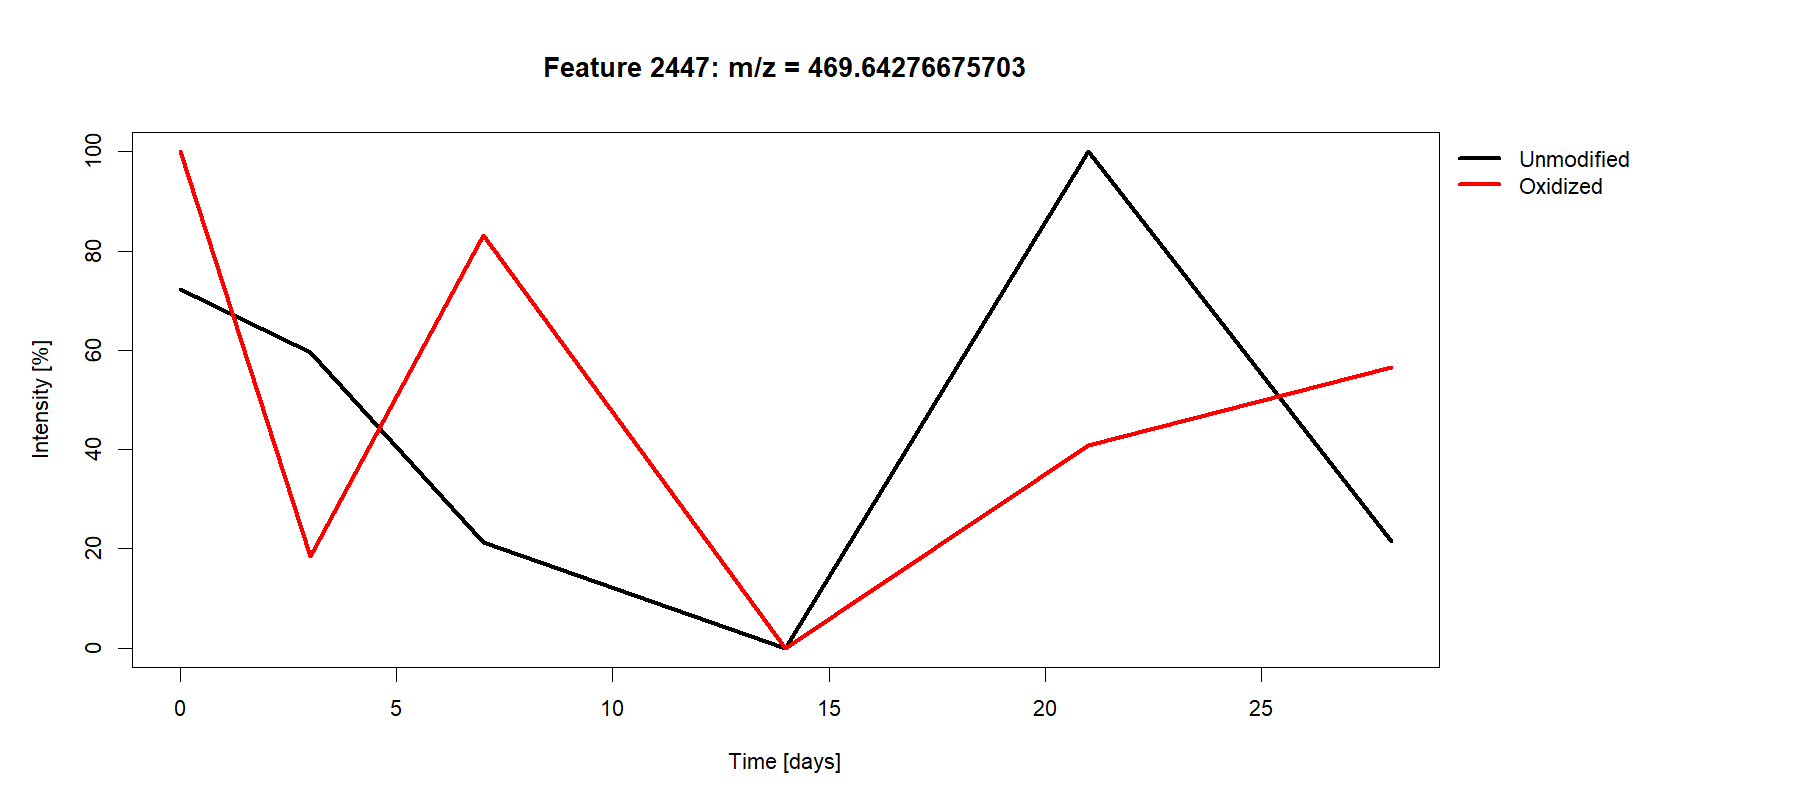 Feature 2447: m/z = 469.64276675703
Unmodified
Oxidized
Intensity [%]
100
80
60
40
20
0
0 5 10 15 20 25
Time [days]